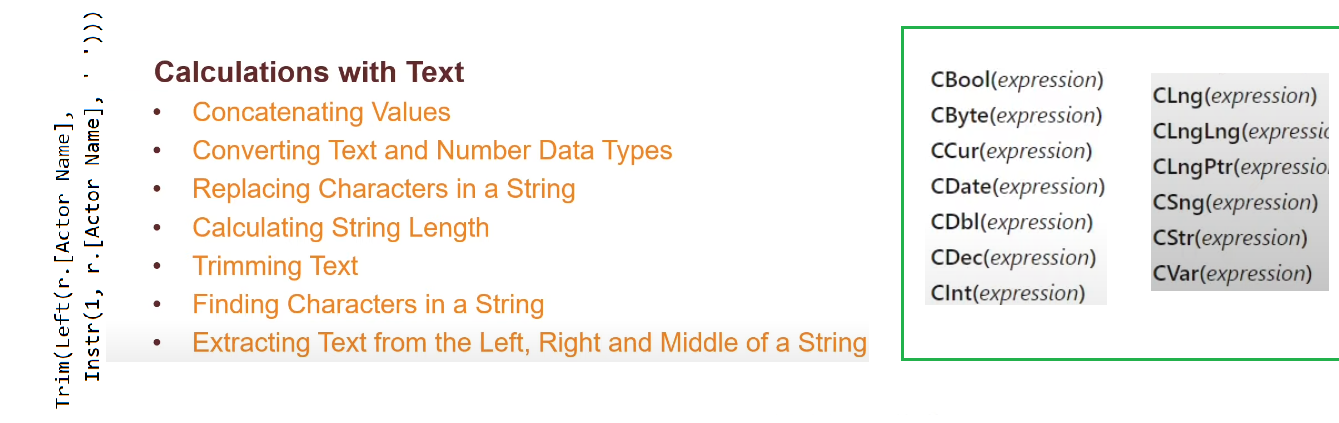 Trim(Left(r.[Actor Name],
Instr(1, r.[Actor Name], ' ')))
Calculations with Text
• Concatenating Values
• Converting Text and Number Data Types
• Replacing Characters in a String
• Calculating String Length
• Trimming Text
• Finding Characters in a String
• Extracting Text from the Left, Right and Middle of a String
CBool(expression)
CByte(expression)
CCur(expression)
CDate(expression)
CDbl(expression)
CDec(expression)
CInt(expression)
CLng(expression)
CLngLng(expressio
CLngPtr(expressio
CSng(expression)
CStr(expression)
CVar(expression)